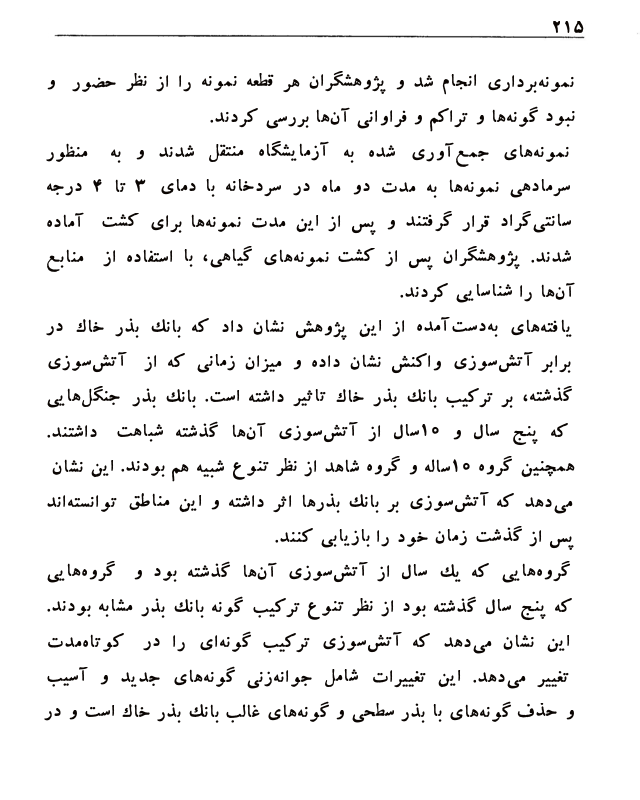 ۲۱۵
نمونه‌برداری انجام شد و پژوهشگران هر قطعه نمونه را از نظر حضور و
نبود گونه‌ها و تراکم و فراوانی آن‌ها بررسی کردند.
نمونه‌های جمع‌آوری شده به آزمایشگاه منتقل شدند و به منظور
سرمادهی نمونه‌ها به مدت دو ماه در سردخانه با دمای ۳ تا ۴ درجه
سانتی‌گراد قرار گرفتند و پس از این مدت نمونه‌ها برای کشت آماده
شدند. پژوهشگران پس از کشت نمونه‌های گیاهی، با استفاده از منابع
آن‌ها را شناسایی کردند.
یافته‌های به‌دست‌آمده از این پژوهش نشان داد که بانک بذر خاک در
برابر آتش‌سوزی واکنش نشان داده و میزان زمانی که از آتش‌سوزی
گذشته، بر ترکیب بانک بذر خاک تاثیر داشته است. بانک بذر جنگل‌هایی
که پنج سال و ۱۰سال از آتش‌سوزی آن‌ها گذشته شباهت داشتند.
همچنین گروه ۱۰ساله و گروه شاهد از نظر تنوع شبیه هم بودند. این نشان
می‌دهد که آتش‌سوزی بر بانک بذرها اثر داشته و این مناطق توانسته‌اند
پس از گذشت زمان خود را بازیابی کنند.
گروه‌هایی که یک سال از آتش‌سوزی آن‌ها گذشته بود و گروه‌هایی
که پنج سال گذشته بود از نظر تنوع ترکیب گونه بانک بذر مشابه بودند.
این نشان می‌دهد که آتش‌سوزی ترکیب گونه‌ای را در کوتاه‌مدت
تغییر می‌دهد. این تغییرات شامل جوانه‌زنی گونه‌های جدید و آسیب
و حذف گونه‌های با بذر سطحی و گونه‌های غالب بانک بذر خاک است و در